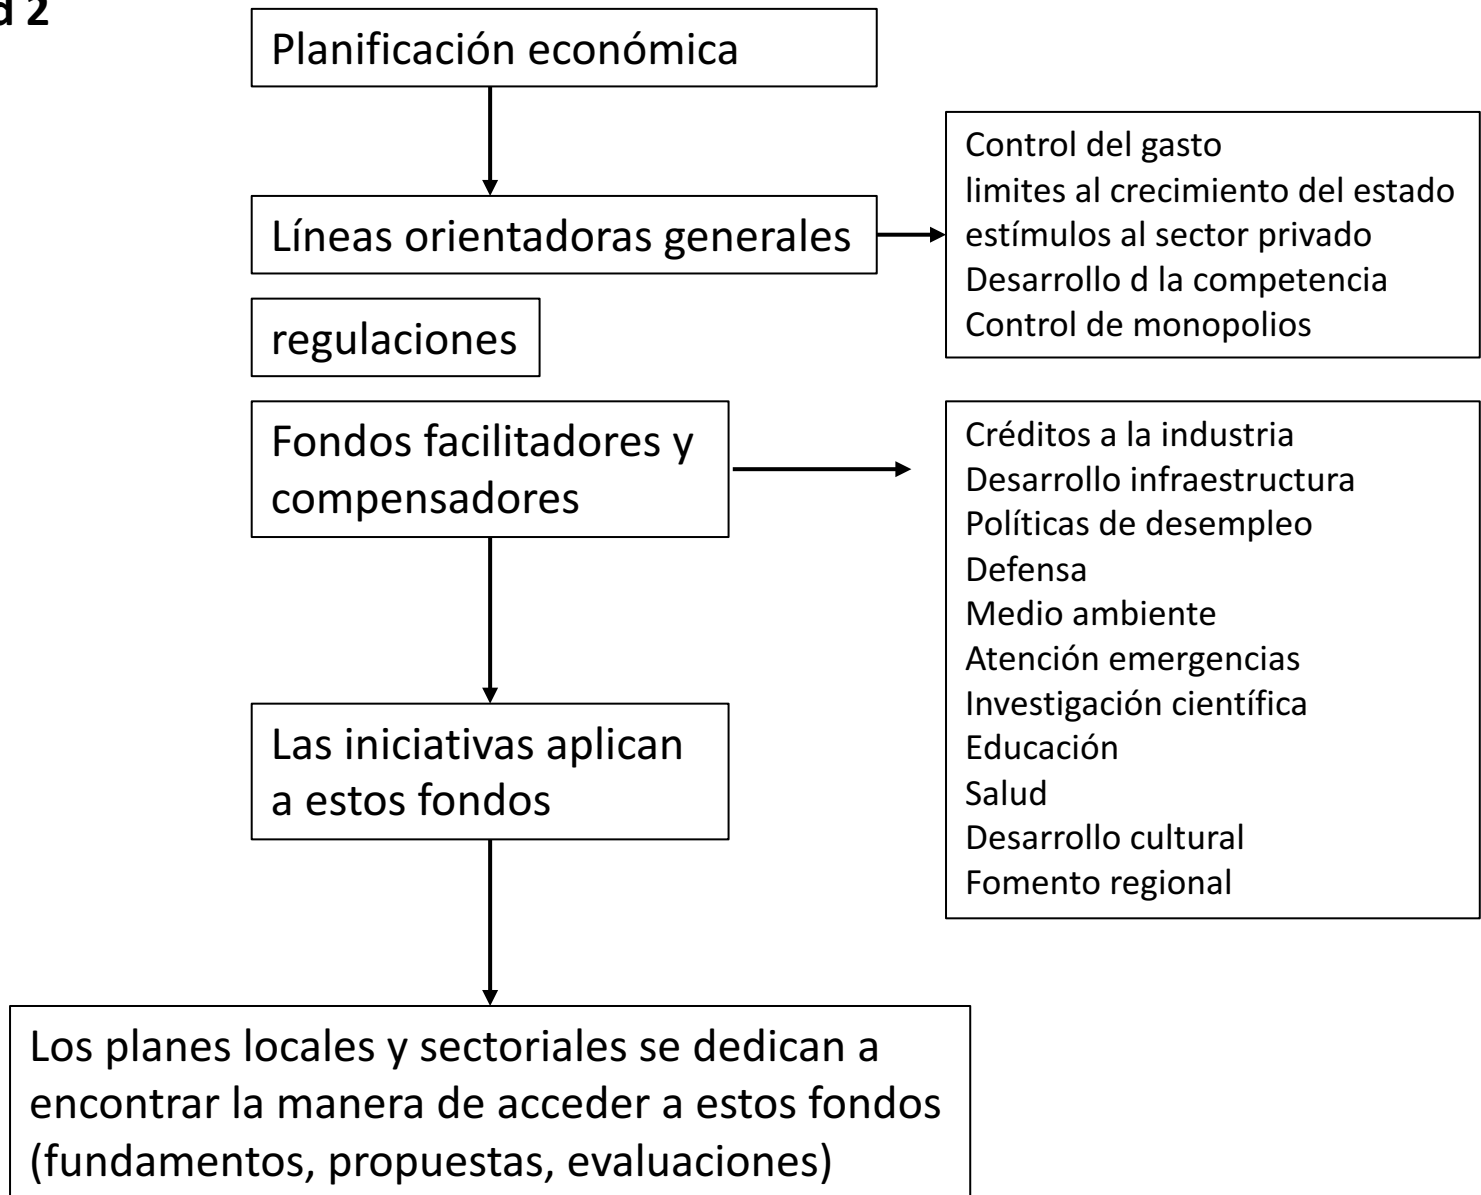 d 2
Planificación económica
Líneas orientadoras generales
Control del gasto
limites al crecimiento del estado
estímulos al sector privado
Desarrollo d la competencia
Control de monopolios
regulaciones
Fondos facilitadores y
compensadores
Créditos a la industria
Desarrollo infraestructura
Políticas de desempleo
Defensa
Medio ambiente
Atención emergencias
Investigación científica
Educación
Salud
Desarrollo cultural
Fomento regional
Las iniciativas aplican
a estos fondos
Los planes locales y sectoriales se dedican a
encontrar la manera de acceder a estos fondos
(fundamentos, propuestas, evaluaciones)